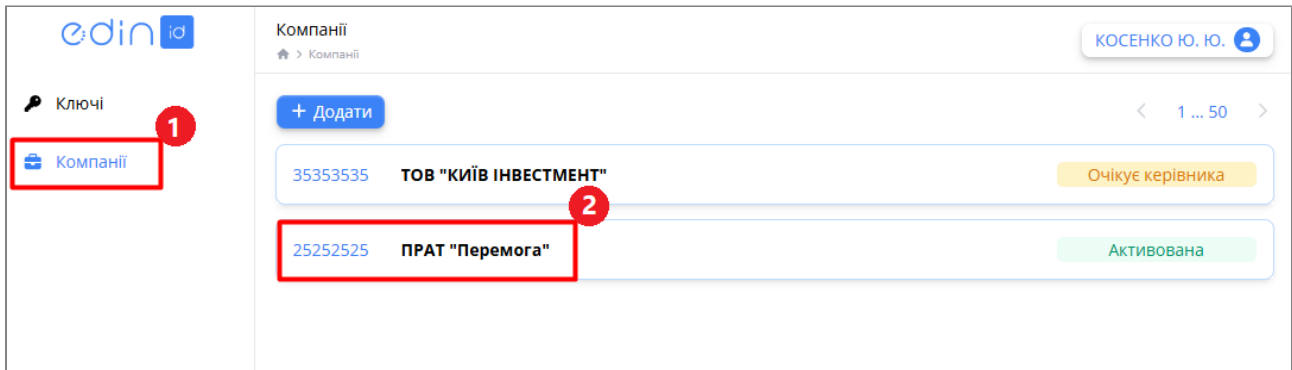 edin id
Компанії
Компанії
КОСЕНКО Ю. Ю.
Ключі
1
Компанії
+ Додати
< 1 ... 50 >
35353535 ТОВ "КИЇВ ІНВЕСТМЕНТ" Очікує керівника
2
25252525 ПРАТ "Перемога" Активована